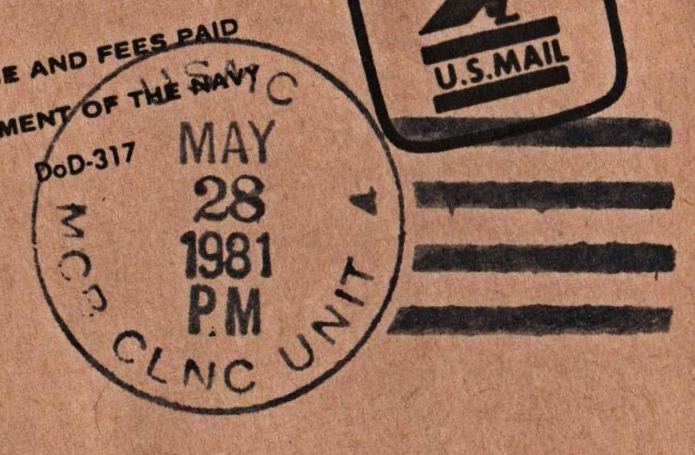 E AND FEES PAID
MENT OF THE NAVY
DoD-317
U.S.MAIL
USMC
MAY
28
1981
P.M
MCB CLNC UNIT 4